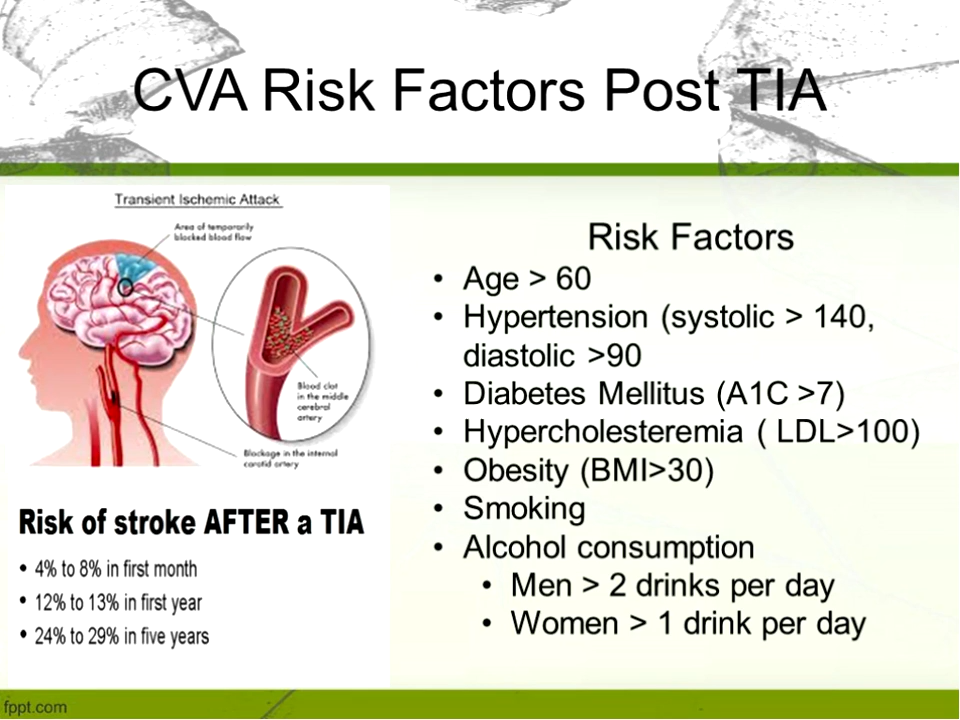 CVA Risk Factors Post TIA
Transient Ischemic Attack
Area of temporarily
blocked blood flow
Blood clot
in the middle
cerebral
artery
Blockage in the internal
carotid artery
Risk of stroke AFTER a TIA
• 4% to 8% in first month
• 12% to 13% in first year
• 24% to 29% in five years
Risk Factors
• Age > 60
• Hypertension (systolic > 140,
diastolic >90
• Diabetes Mellitus (A1C >7)
• Hypercholesteremia ( LDL>100)
• Obesity (BMI>30)
• Smoking
• Alcohol consumption
• Men > 2 drinks per day
• Women > 1 drink per day
fppt.com